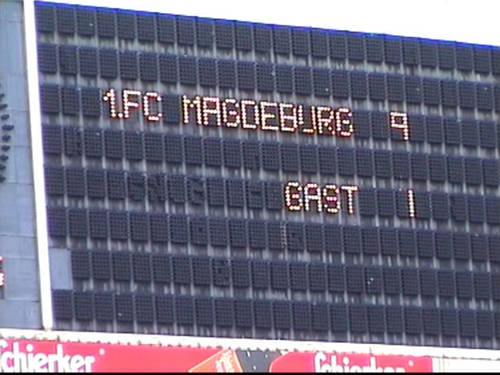 1.FC MAGDEBURG 9
GAST 1
Schierker
Schierker